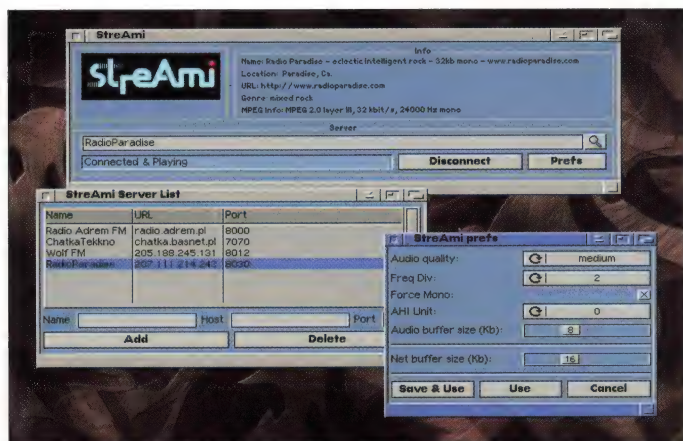 StreAmi
streAmi
Info
Name: Radio Paradise - eclectic intelligent rock - 32kb mono - www.radioparadise.com
Location: Paradise, Ca.
URL: http://www.radioparadise.com
Genre: mixed rock
MPEG Info: MPEG 2.0 layer III, 32 kbit/s, 24000 Hz mono
Server
RadioParadise
Connected & Playing
Disconnect
Prefs
StreAmi Server List
Name URL Port
Radio Adrem FM radio.adrem.pl 8000
ChatkaTekkno chatka.basnet.pl 7070
Wolf FM 205.188.245.131 8012
RadioParadise 207.111.214.242 8030
Name Host Port
Add Delete
StreAmi prefs
Audio quality: medium
Freq Div: 2
Force Mono:
AHI Unit: 0
Audio buffer size (Kb): 8
Net buffer size (Kb): 16
Save & Use Use Cancel